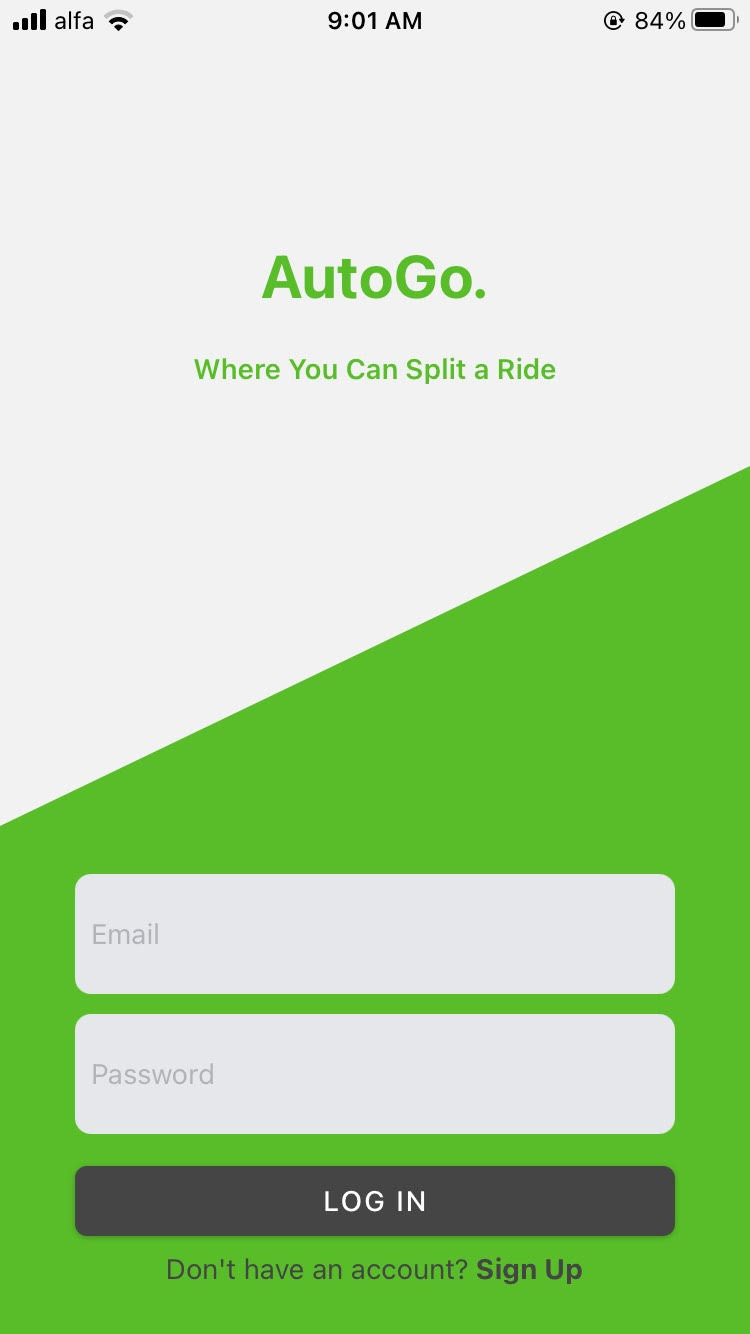 alfa 9:01 AM 84%
AutoGo.
Where You Can Split a Ride
Email
Password
LOG IN
Don't have an account? Sign Up